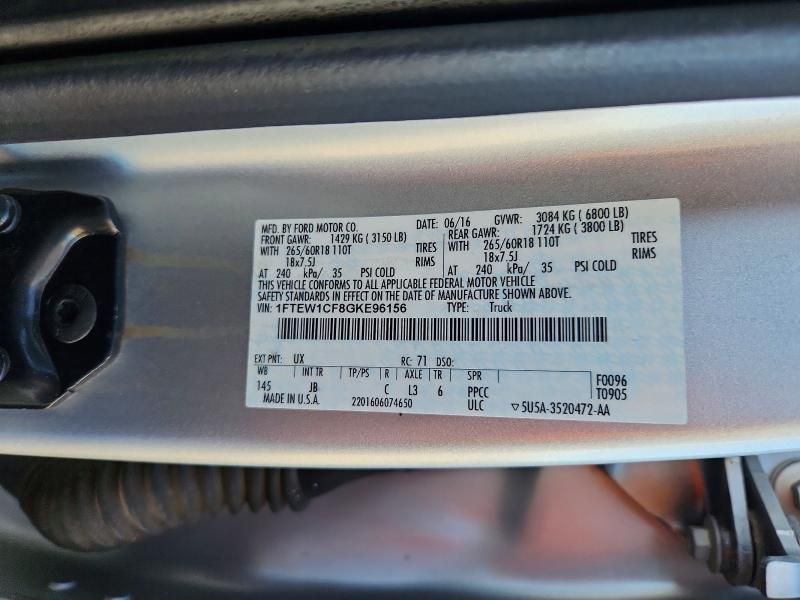 MFD. BY FORD MOTOR CO. DATE: 06/16 GVWR: 3084 KG ( 6800 LB)
FRONT GAWR: 1429 KG ( 3150 LB) REAR GAWR: 1724 KG ( 3800 LB)
WITH 265/60R18 110T TIRES WITH 265/60R18 110T TIRES
18x7.5J RIMS 18x7.5J RIMS
AT 240 kPa/ 35 PSI COLD AT 240 kPa/ 35 PSI COLD
THIS VEHICLE CONFORMS TO ALL APPLICABLE FEDERAL MOTOR VEHICLE
SAFETY STANDARDS IN EFFECT ON THE DATE OF MANUFACTURE SHOWN ABOVE.
VIN: 1FTEW1CF8GKE96156 TYPE: Truck
EXT PNT: UX RC: 71 DSO:
WB INT TR TP/PS R AXLE TR SPR F0096
145 JB C L3 6 PPCC T0905
MADE IN U.S.A. 2201606074650 ULC ▽5U5A-3520472-AA